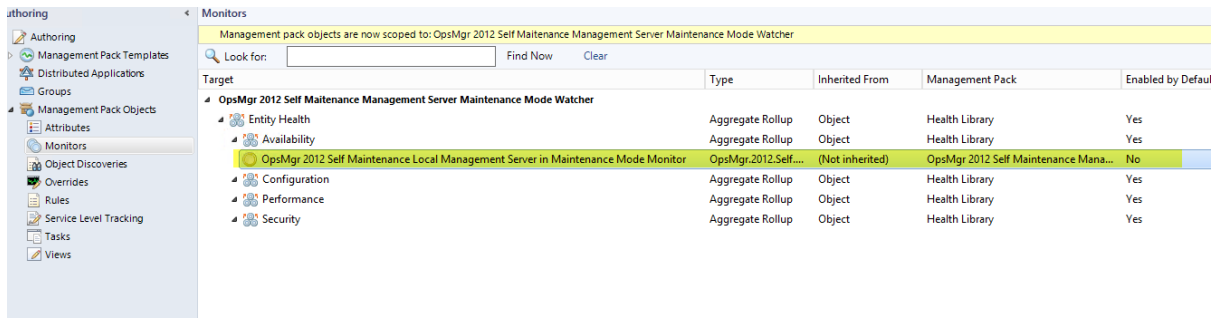 uthoring
Authoring
Management Pack Templates
Distributed Applications
Groups
Management Pack Objects
Attributes
Monitors
Object Discoveries
Overrides
Rules
Service Level Tracking
Tasks
Views
Monitors
Management pack objects are now scoped to: OpsMgr 2012 Self Maitenance Management Server Maintenance Mode Watcher
Look for: Find Now Clear
Target Type Inherited From Management Pack Enabled by Defaul
OpsMgr 2012 Self Maitenance Management Server Maintenance Mode Watcher
Entity Health Aggregate Rollup Object Health Library Yes
Availability Aggregate Rollup Object Health Library Yes
OpsMgr 2012 Self Maintenance Local Management Server in Maintenance Mode Monitor OpsMgr.2012.Self.... (Not inherited) OpsMgr 2012 Self Maintenance Mana... No
Configuration Aggregate Rollup Object Health Library Yes
Performance Aggregate Rollup Object Health Library Yes
Security Aggregate Rollup Object Health Library Yes